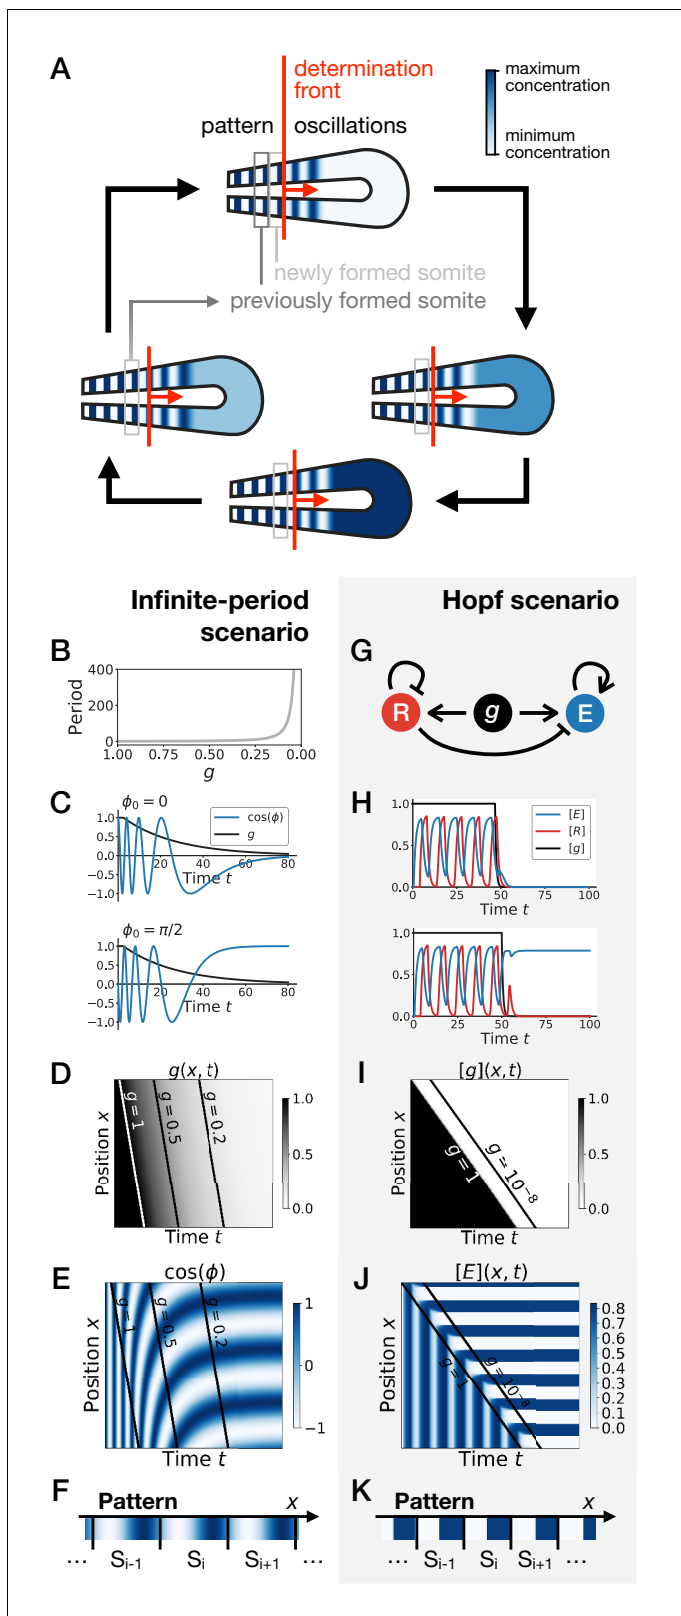 A
determination
front
maximum
concentration
pattern
oscillations
minimum
concentration
newly formed somite
previously formed somite
Infinite-period
scenario
Hopf scenario
B
Period
400
200
0
1.00 0.75 0.50 0.25 0.00
g
G
R
g
E
C
ϕ₀ = 0
1.0
0.5
0.0
−0.5
−1.0
20 40 60 80
Time t
cos(ϕ)
g
ϕ₀ = π/2
1.0
0.5
0.0
−0.5
−1.0
20 40 60 80
Time t
H
1.0
0.5
0.0
0 25 50 75 100
Time t
[E]
[R]
[g]
1.0
0.5
0.0
0 25 50 75 100
Time t
D
g(x, t)
Position x
g = 1
g = 0.5
g = 0.2
Time t
1.0
0.5
0.0
I
[g](x, t)
Position x
g = 1
g = 10⁻⁸
Time t
1.0
0.5
0.0
E
cos(ϕ)
Position x
g = 1
g = 0.5
g = 0.2
Time t
1
0
−1
J
[E](x, t)
Position x
g = 1
g = 10⁻⁸
Time t
0.8
0.7
0.6
0.5
0.4
0.3
0.2
0.1
0.0
F
Pattern
x
... Sᵢ₋₁ Sᵢ Sᵢ₊₁ ...
K
Pattern
x
... Sᵢ₋₁ Sᵢ Sᵢ₊₁ ...